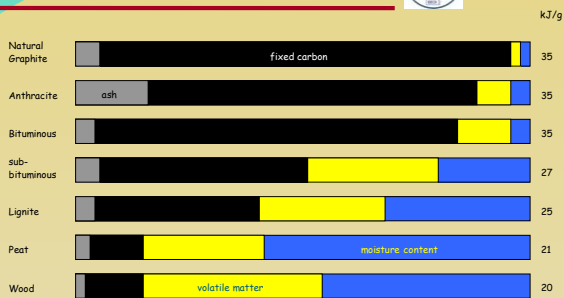 kJ/g
Natural
Graphite
fixed carbon
35
Anthracite
ash
35
Bituminous
35
sub-
bituminous
27
Lignite
25
Peat
moisture content
21
Wood
volatile matter
20